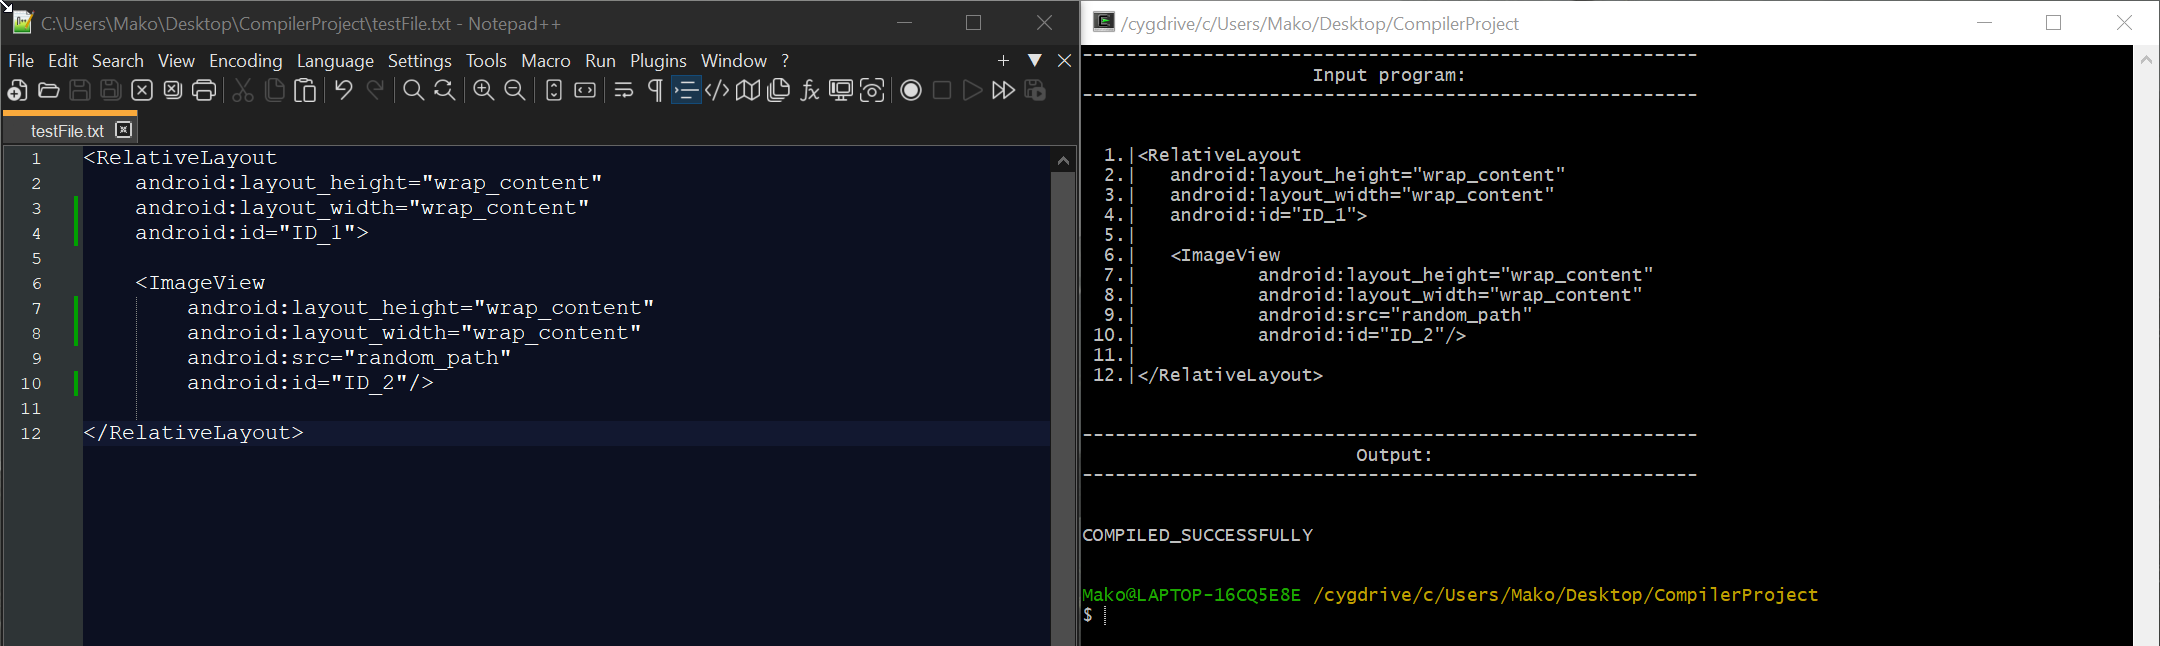 C:\Users\Mako\Desktop\CompilerProject\testFile.txt - Notepad++
File Edit Search View Encoding Language Settings Tools Macro Run Plugins Window ?
testFile.txt
1 <RelativeLayout
2     android:layout_height="wrap_content"
3     android:layout_width="wrap_content"
4     android:id="ID_1">
5
6     <ImageView
7         android:layout_height="wrap_content"
8         android:layout_width="wrap_content"
9         android:src="random_path"
10         android:id="ID_2"/>
11
12 </RelativeLayout>
/cygdrive/c/Users/Mako/Desktop/CompilerProject
--------------------------------------------------------
Input program:
--------------------------------------------------------
1.|<RelativeLayout
2.|   android:layout_height="wrap_content"
3.|   android:layout_width="wrap_content"
4.|   android:id="ID_1">
5.|
6.|   <ImageView
7.|           android:layout_height="wrap_content"
8.|           android:layout_width="wrap_content"
9.|           android:src="random_path"
10.|           android:id="ID_2"/>
11.|
12.|</RelativeLayout>
--------------------------------------------------------
Output:
--------------------------------------------------------
COMPILED_SUCCESSFULLY
Mako@LAPTOP-16CQ5E8E /cygdrive/c/Users/Mako/Desktop/CompilerProject
$